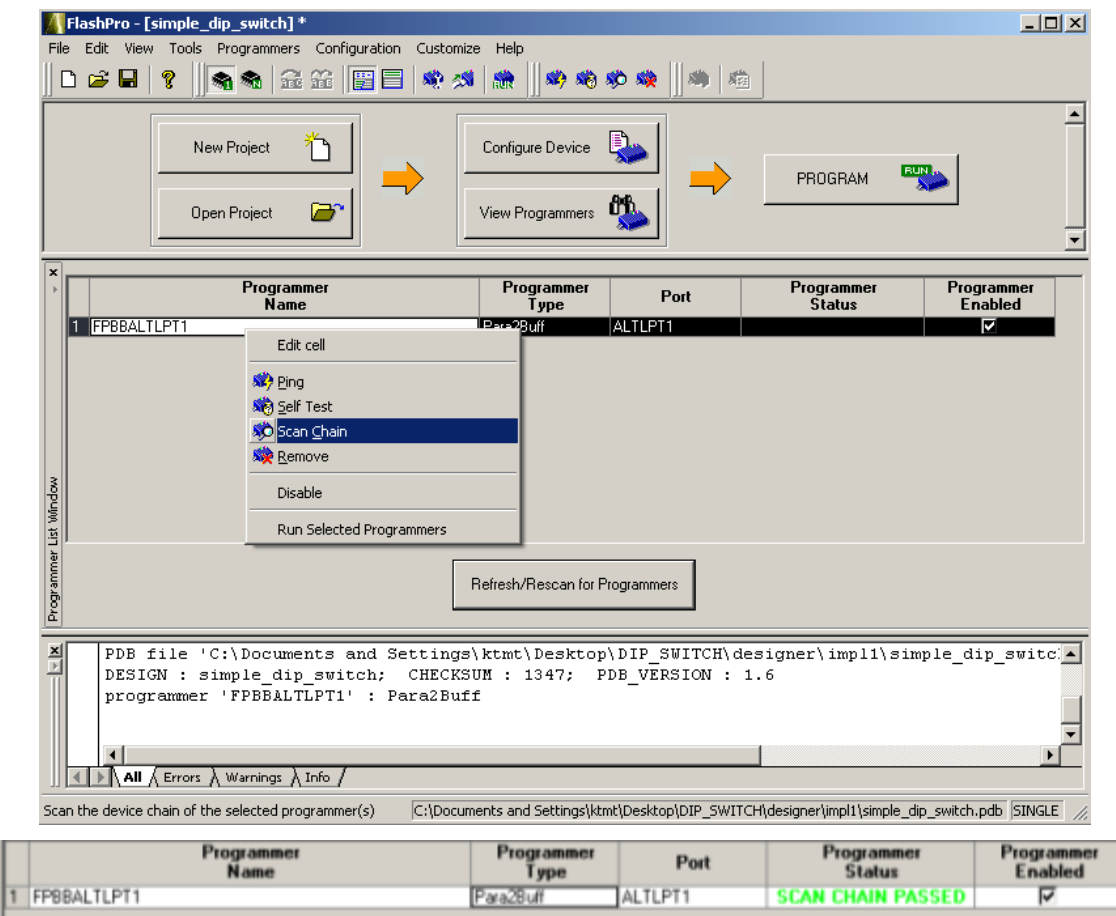 FlashPro - [simple_dip_switch] *
File Edit View Tools Programmers Configuration Customize Help
New Project
Configure Device
PROGRAM
RUN
Open Project
View Programmers
Programmer Name Programmer Type Port Programmer Status Programmer Enabled
1 FPBBALTLPT1 Para2Buff ALTLPT1
Edit cell
Ping
Self Test
Scan Chain
Remove
Disable
Run Selected Programmers
Programmer List Window
Refresh/Rescan for Programmers
PDB file 'C:\Documents and Settings\ktmt\Desktop\DIP_SWITCH\designer\impl1\simple_dip_switc
DESIGN : simple_dip_switch; CHECKSUM : 1347; PDB_VERSION : 1.6
programmer 'FPBBALTLPT1' : Para2Buff
All Errors Warnings Info
Scan the device chain of the selected programmer(s) C:\Documents and Settings\ktmt\Desktop\DIP_SWITCH\designer\impl1\simple_dip_switch.pdb SINGLE
Programmer Name Programmer Type Port Programmer Status Programmer Enabled
1 FPBBALTLPT1 Para2Buff ALTLPT1 SCAN CHAIN PASSED